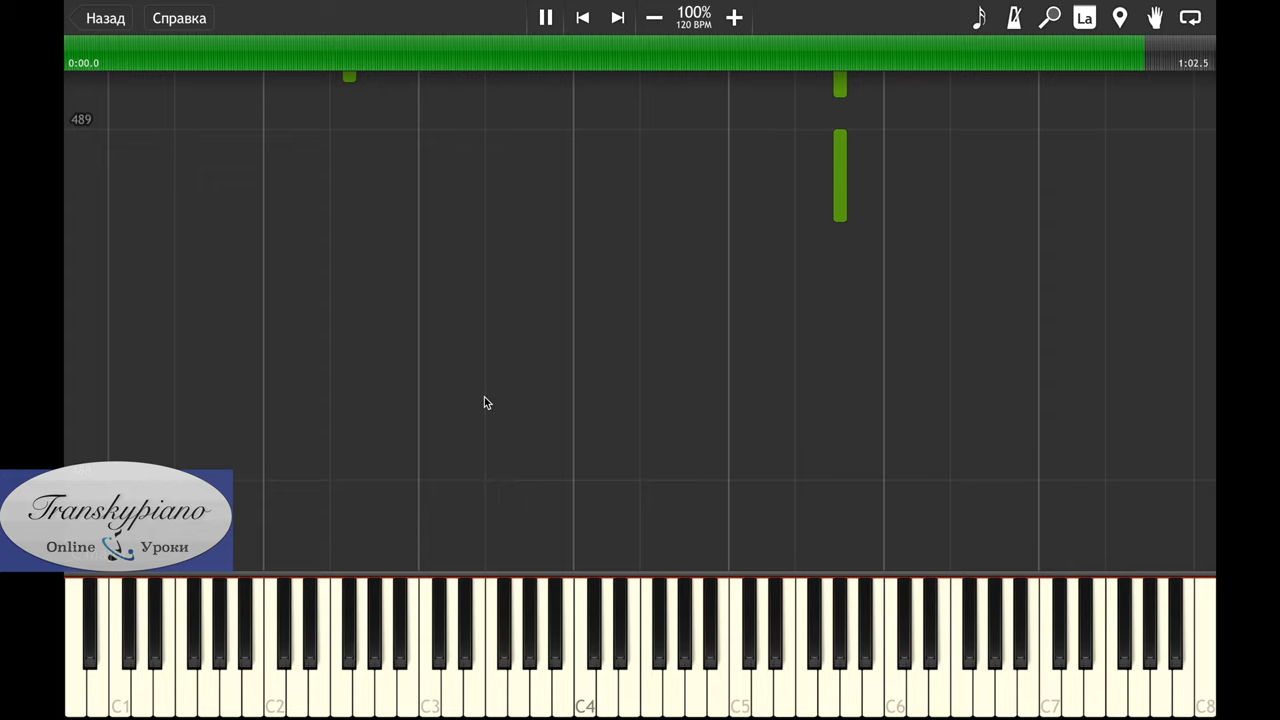 Назад
Справка
100%
120 BPM
La
0:00.0
1:02.5
489
Transkypiano
Online Уроки
C1
C2
C3
C4
C5
C6
C7
C8